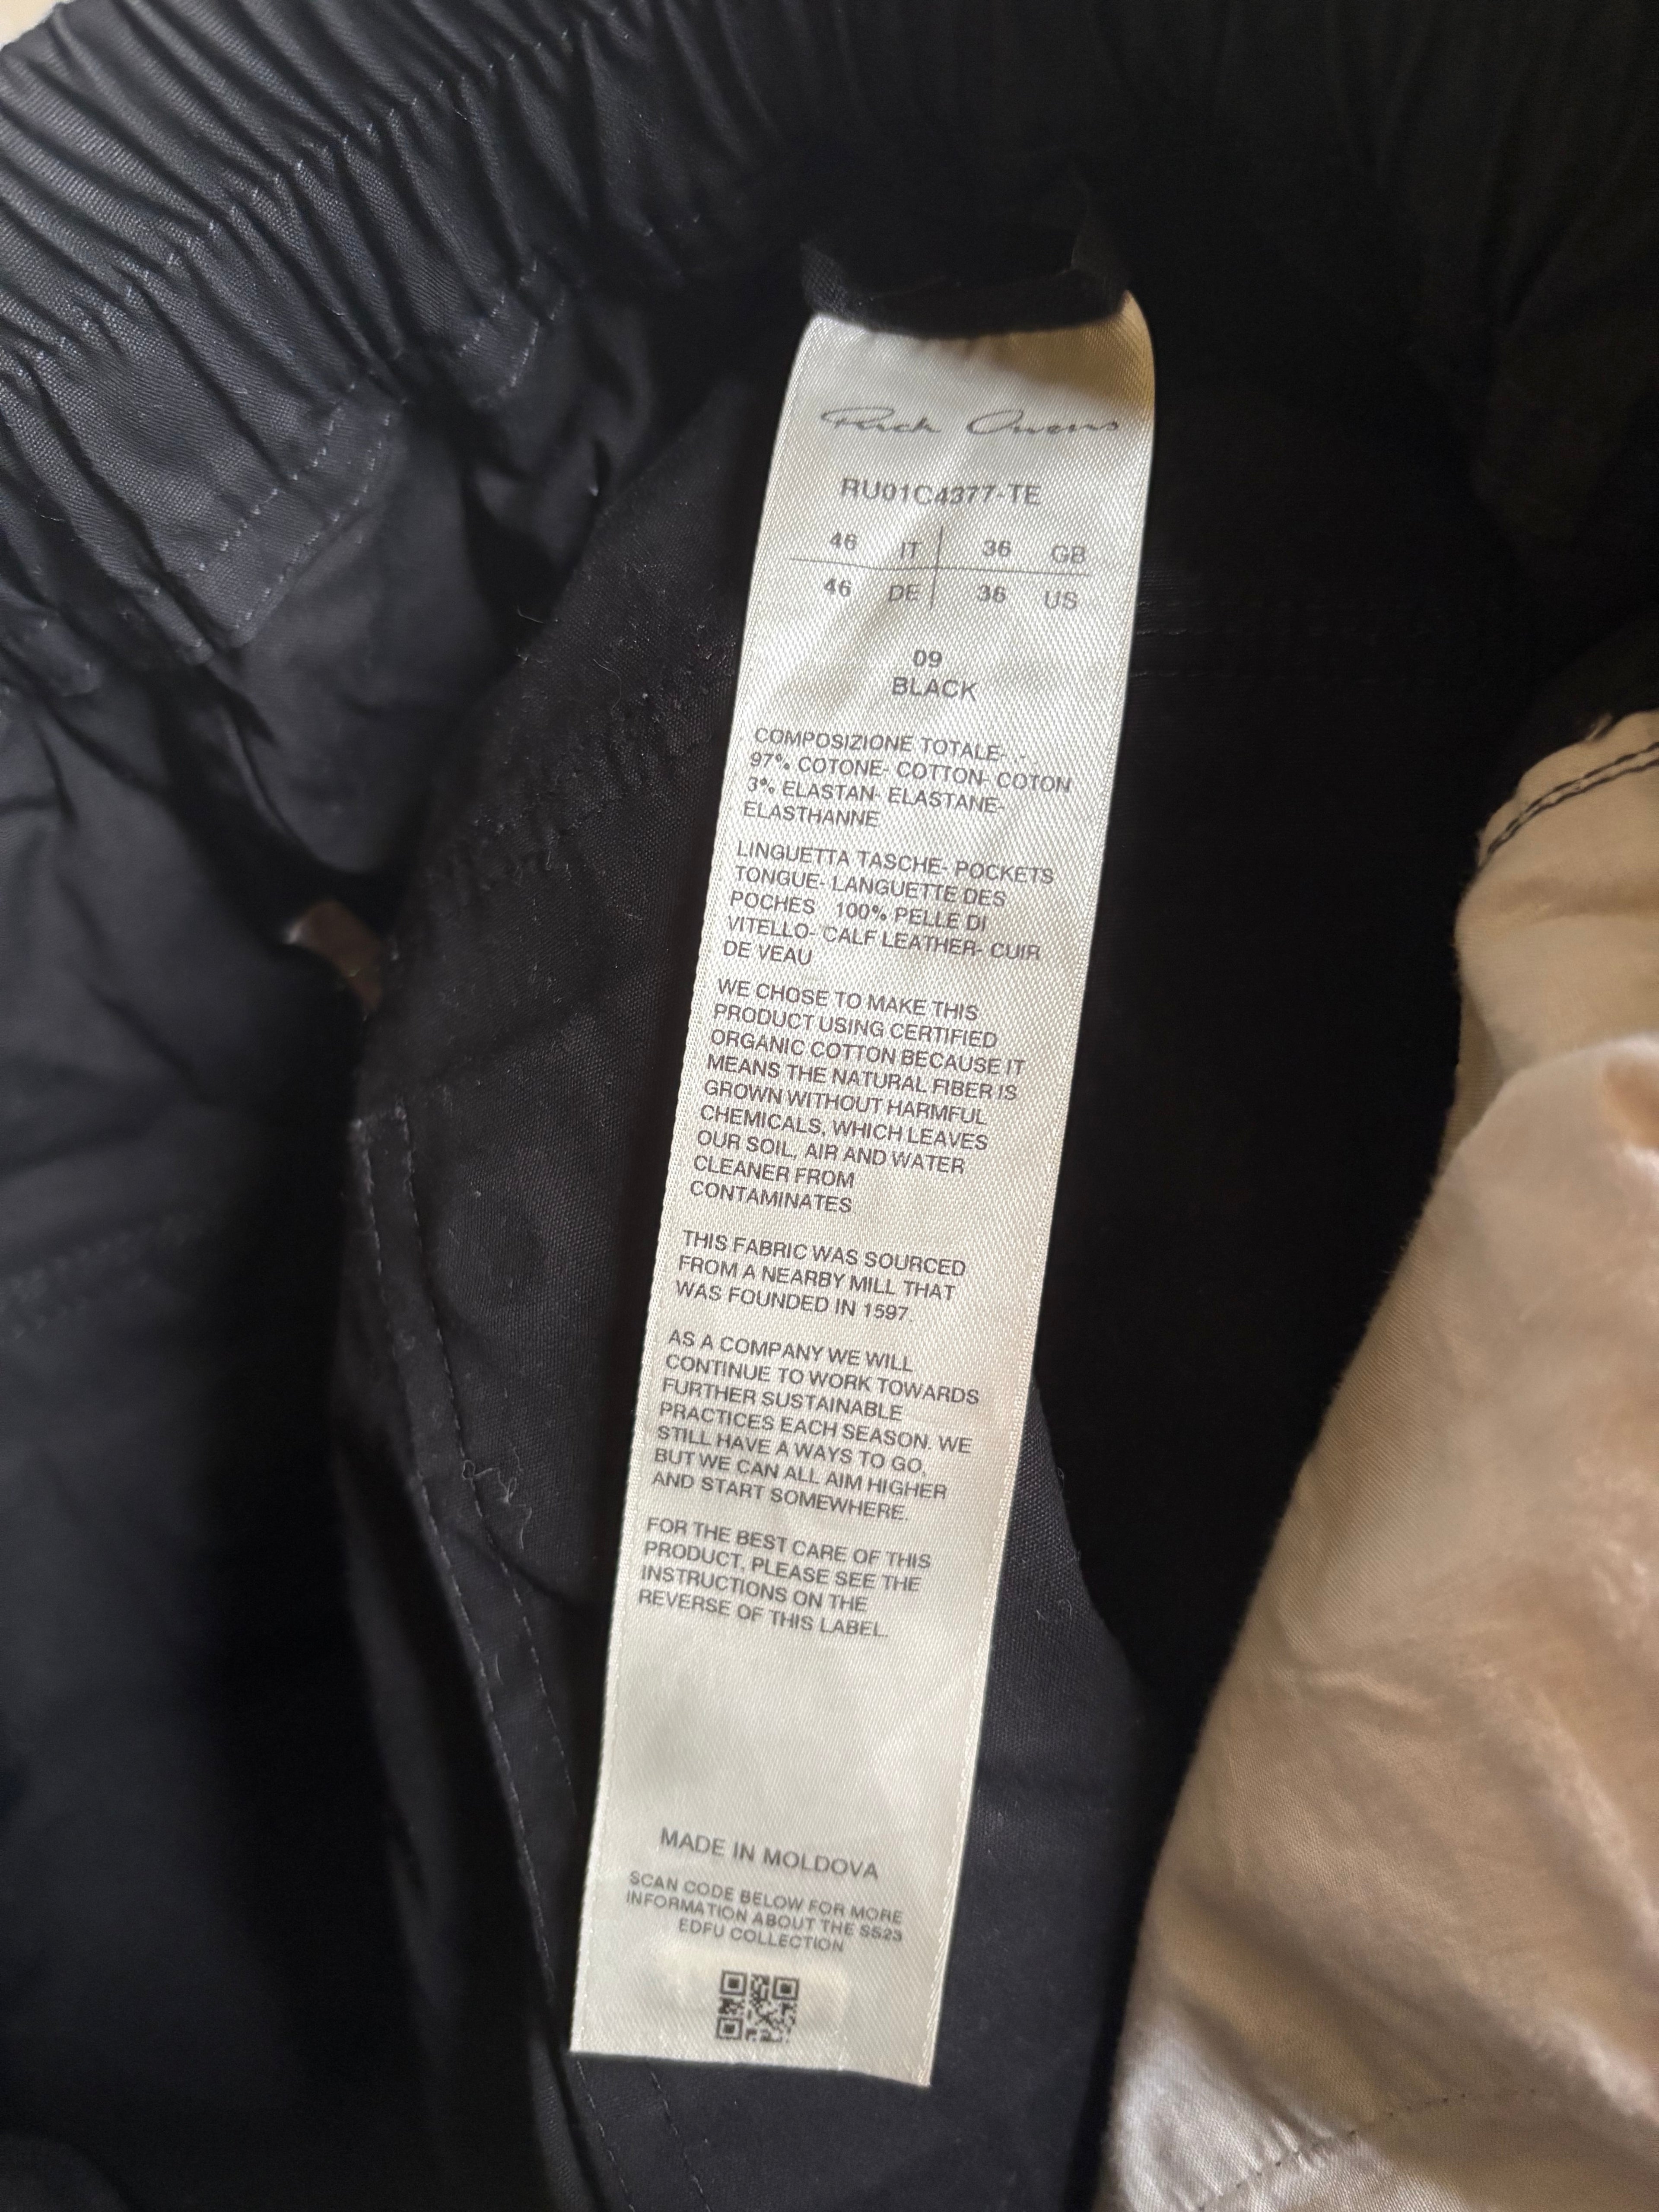 Rick Owens
RU01C4377-TE
46 IT 36 GB
46 DE 36 US
09
BLACK
COMPOSIZIONE TOTALE- -
97% COTONE- COTTON- COTON
3% ELASTAN- ELASTANE-
ELASTHANNE
LINGUETTA TASCHE- POCKETS
TONGUE- LANGUETTE DES
POCHES 100% PELLE DI
VITELLO- CALF LEATHER- CUIR
DE VEAU
WE CHOSE TO MAKE THIS
PRODUCT USING CERTIFIED
ORGANIC COTTON BECAUSE IT
MEANS THE NATURAL FIBER IS
GROWN WITHOUT HARMFUL
CHEMICALS, WHICH LEAVES
OUR SOIL, AIR AND WATER
CLEANER FROM
CONTAMINATES
THIS FABRIC WAS SOURCED
FROM A NEARBY MILL THAT
WAS FOUNDED IN 1597.
AS A COMPANY WE WILL
CONTINUE TO WORK TOWARDS
FURTHER SUSTAINABLE
PRACTICES EACH SEASON. WE
STILL HAVE A WAYS TO GO,
BUT WE CAN ALL AIM HIGHER
AND START SOMEWHERE.
FOR THE BEST CARE OF THIS
PRODUCT, PLEASE SEE THE
INSTRUCTIONS ON THE
REVERSE OF THIS LABEL.
MADE IN MOLDOVA
SCAN CODE BELOW FOR MORE
INFORMATION ABOUT THE SS23
EDFU COLLECTION